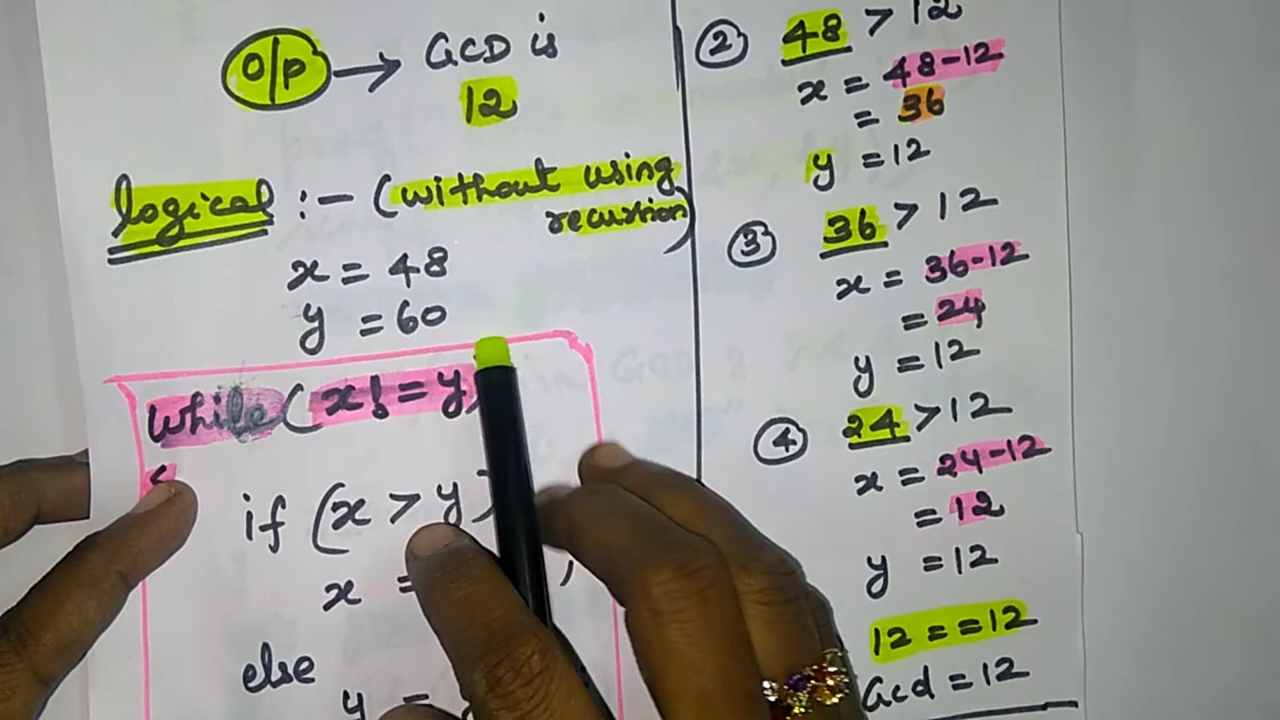 O/p → GCD is
12
logical :- (without using
recursion)
x = 48
y = 60
while (x != y)
{
if (x > y)
x =
else
y =
② 48 > 12
x = 48-12
= 36
y = 12
③ 36 > 12
x = 36-12
= 24
y = 12
④ 24 > 12
x = 24-12
= 12
y = 12
12 = = 12
Gcd = 12